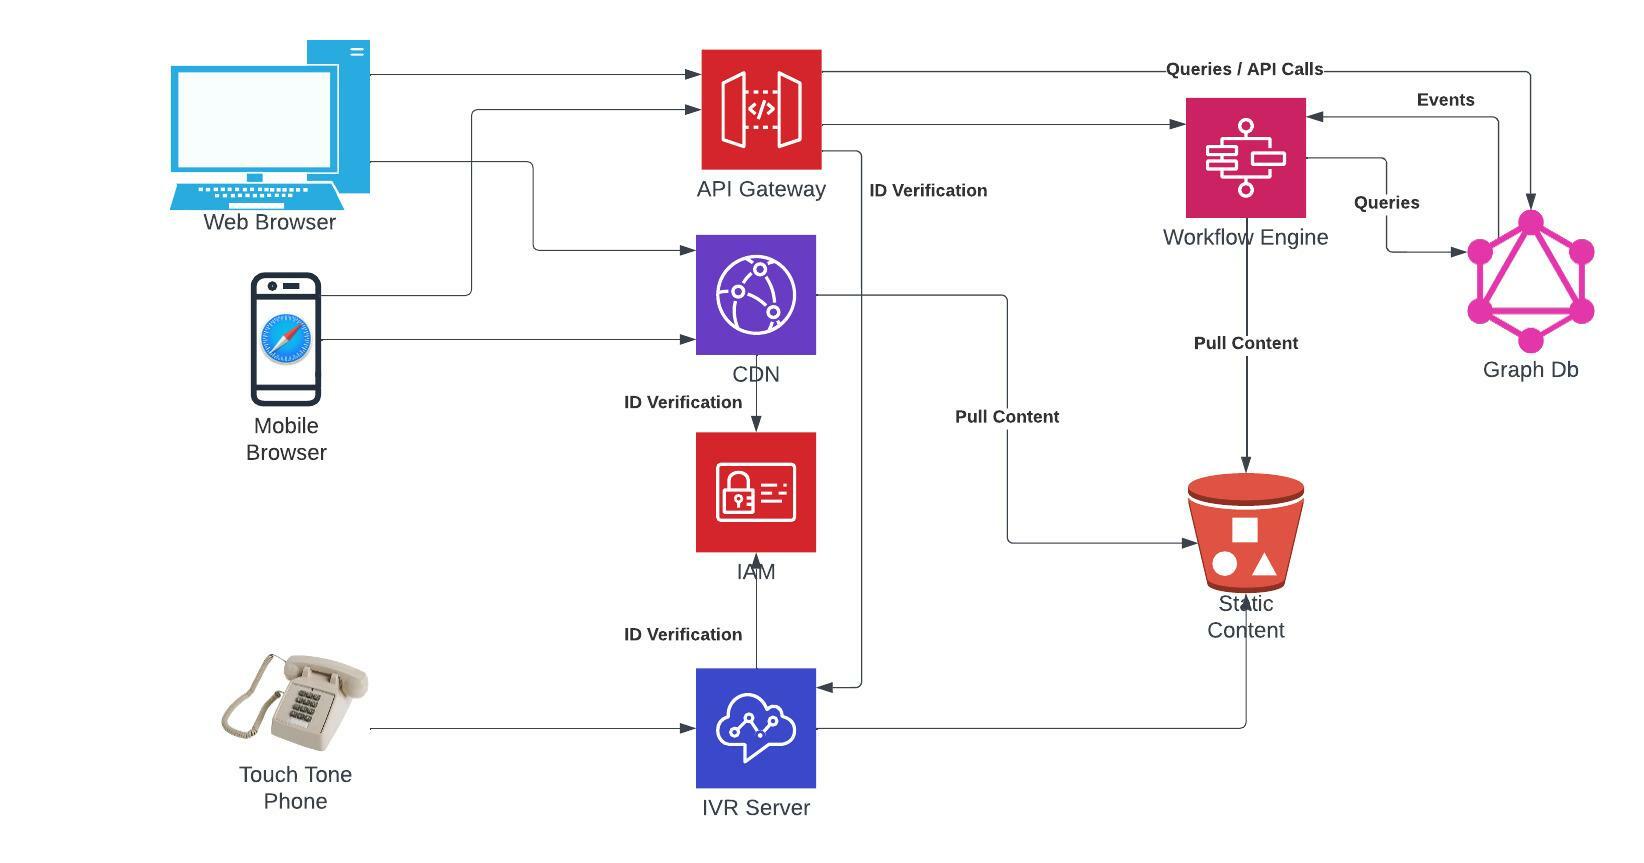 Queries / API Calls
Events
API Gateway
ID Verification
Web Browser
Queries
Workflow Engine
Pull Content
Graph Db
CDN
ID Verification
Pull Content
Mobile
Browser
IAM
Static
Content
ID Verification
Touch Tone
Phone
IVR Server